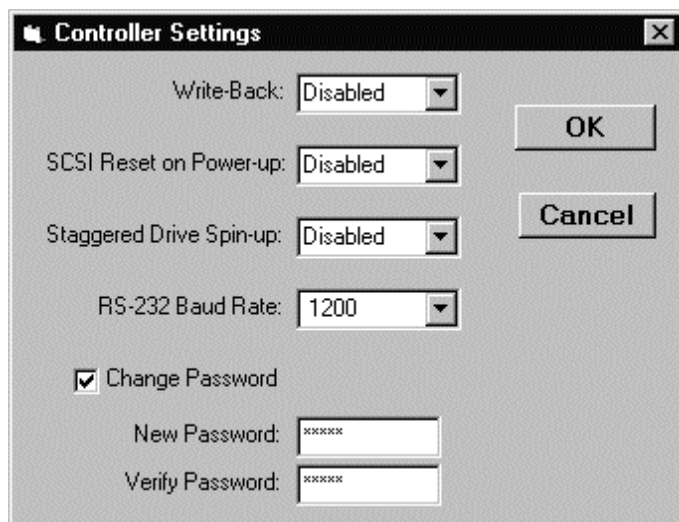 Controller Settings
Write-Back: Disabled
OK
SCSI Reset on Power-up: Disabled
Cancel
Staggered Drive Spin-up: Disabled
RS-232 Baud Rate: 1200
Change Password
New Password: *****
Verify Password: *****